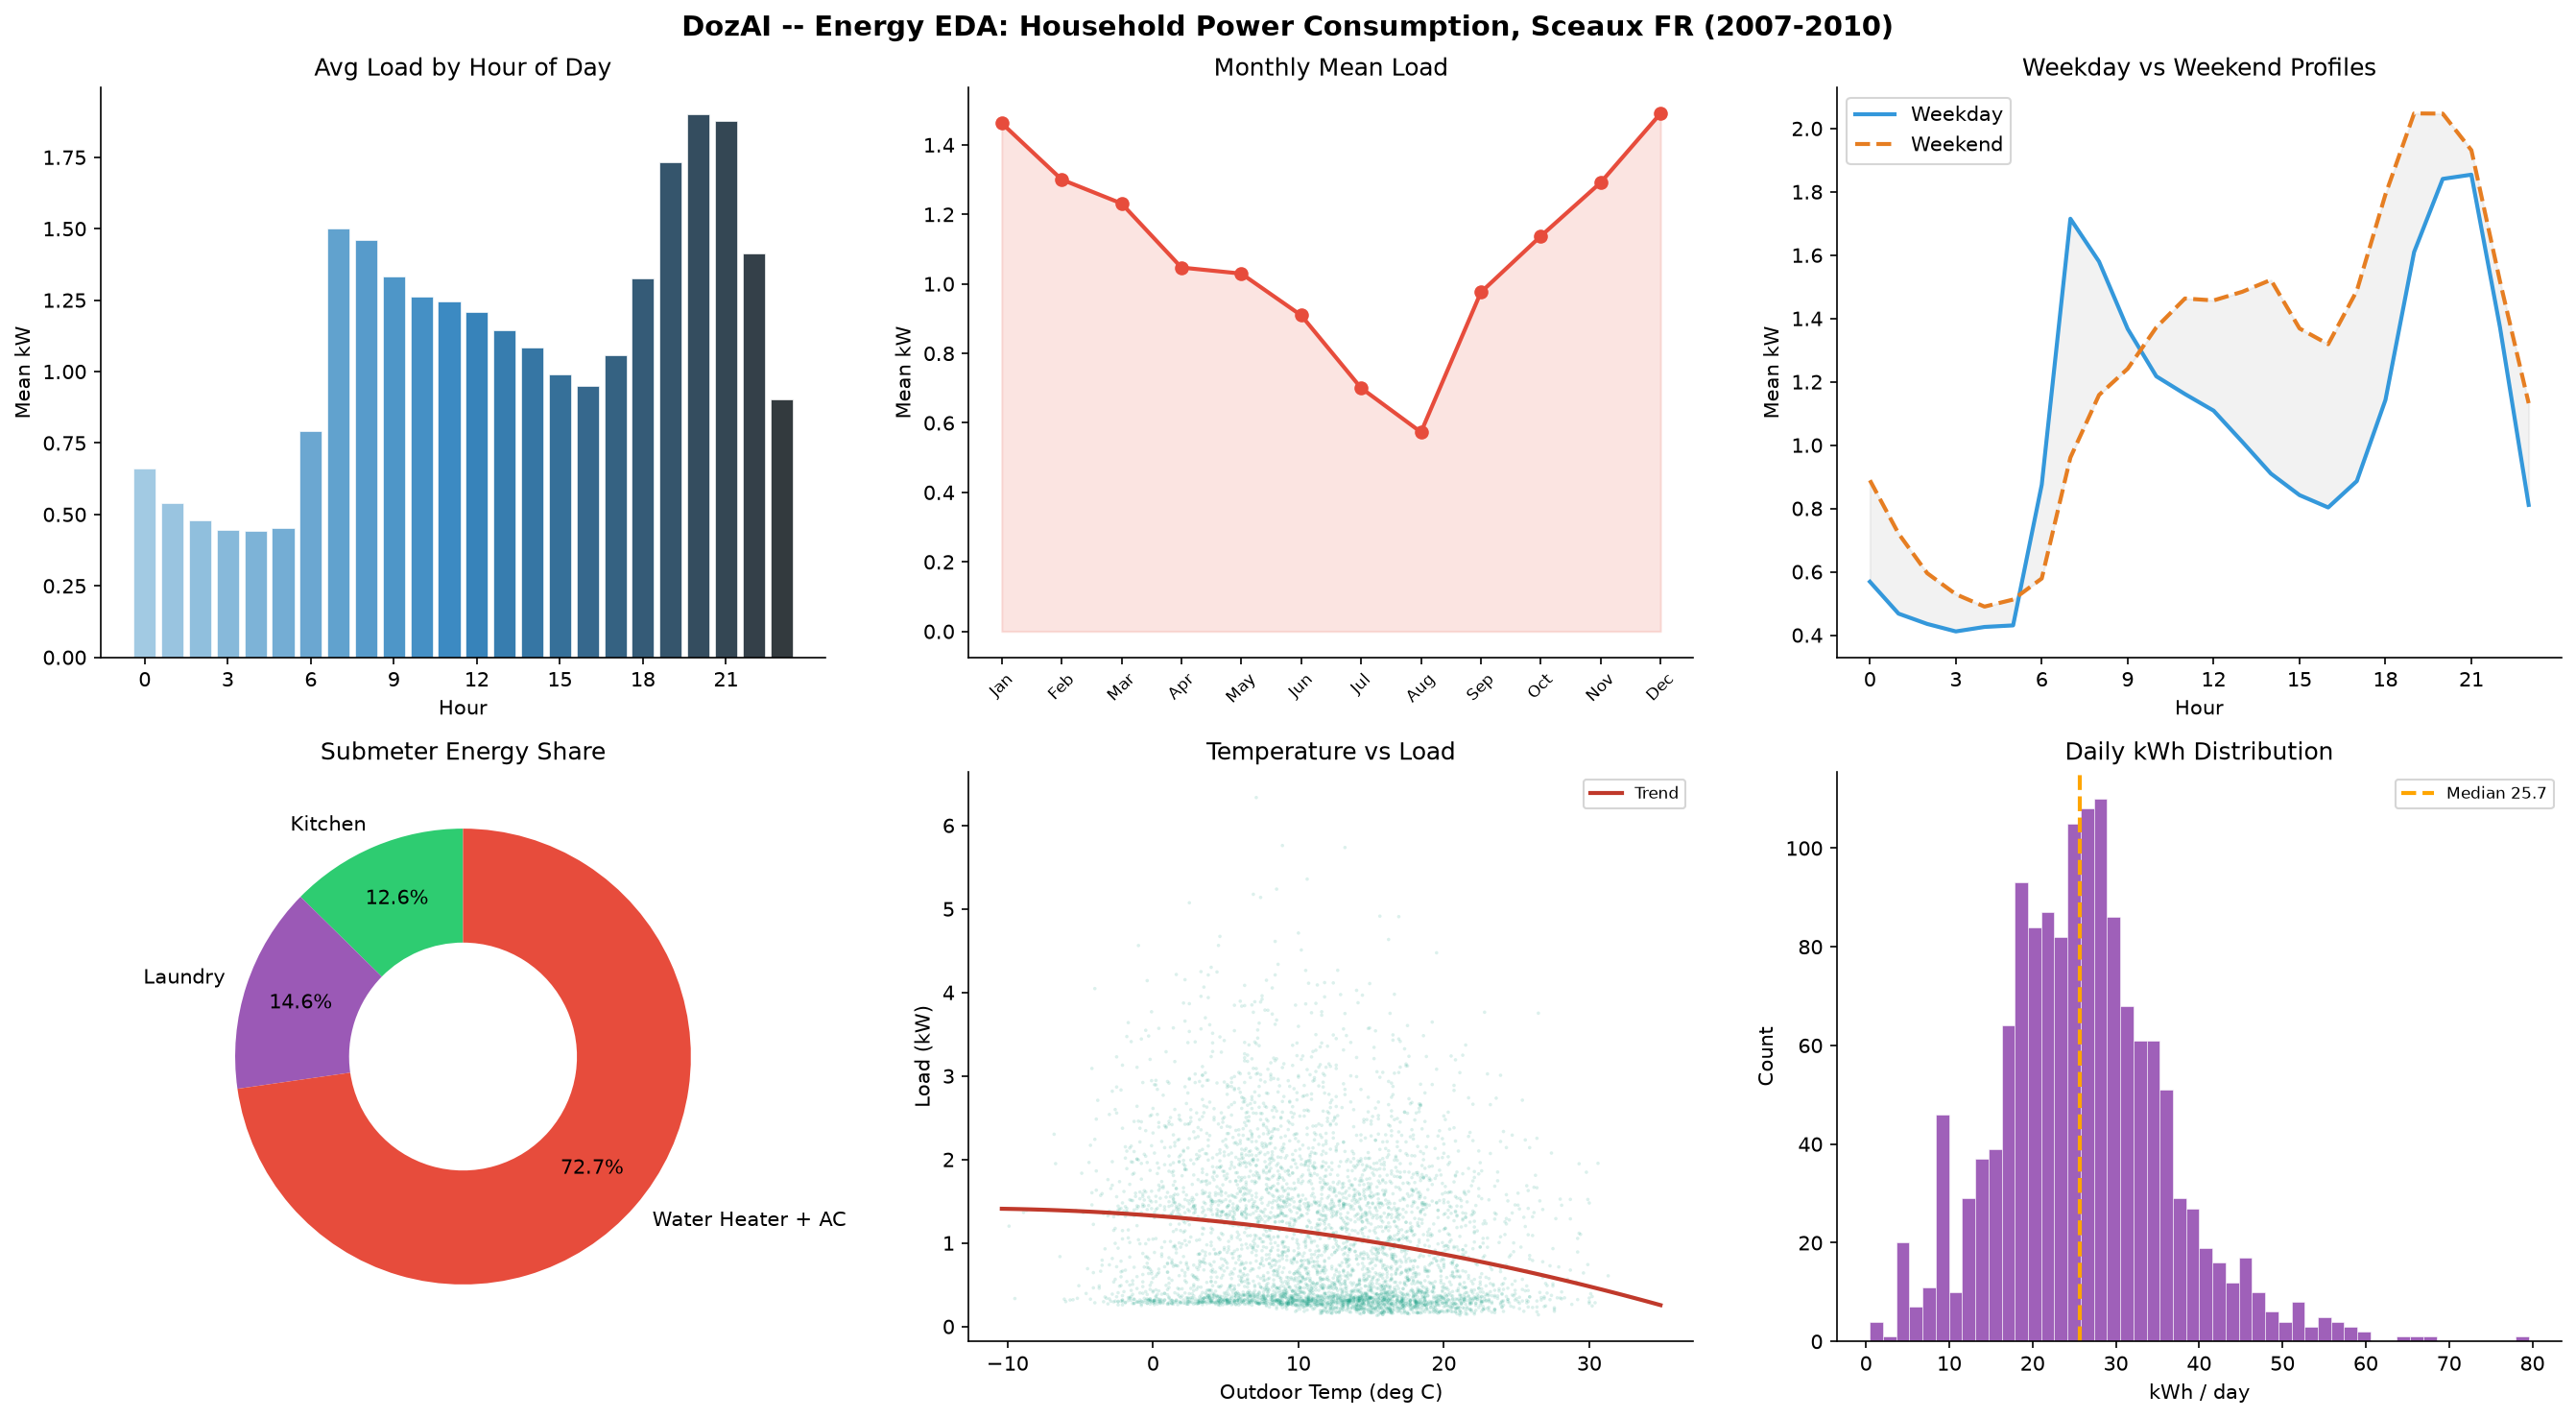 DozAI -- Energy EDA: Household Power Consumption, Sceaux FR (2007-2010)
Avg Load by Hour of Day
Mean kW
1.75
1.50
1.25
1.00
0.75
0.50
0.25
0.00
0 3 6 9 12 15 18 21
Hour
Monthly Mean Load
Mean kW
1.4
1.2
1.0
0.8
0.6
0.4
0.2
0.0
Jan Feb Mar Apr May Jun Jul Aug Sep Oct Nov Dec
Weekday vs Weekend Profiles
Weekday
Weekend
Mean kW
2.0
1.8
1.6
1.4
1.2
1.0
0.8
0.6
0.4
0 3 6 9 12 15 18 21
Hour
Submeter Energy Share
Kitchen
12.6%
Laundry
14.6%
72.7%
Water Heater + AC
Temperature vs Load
Trend
Load (kW)
6
5
4
3
2
1
0
−10 0 10 20 30
Outdoor Temp (deg C)
Daily kWh Distribution
Median 25.7
Count
100
80
60
40
20
0
0 10 20 30 40 50 60 70 80
kWh / day